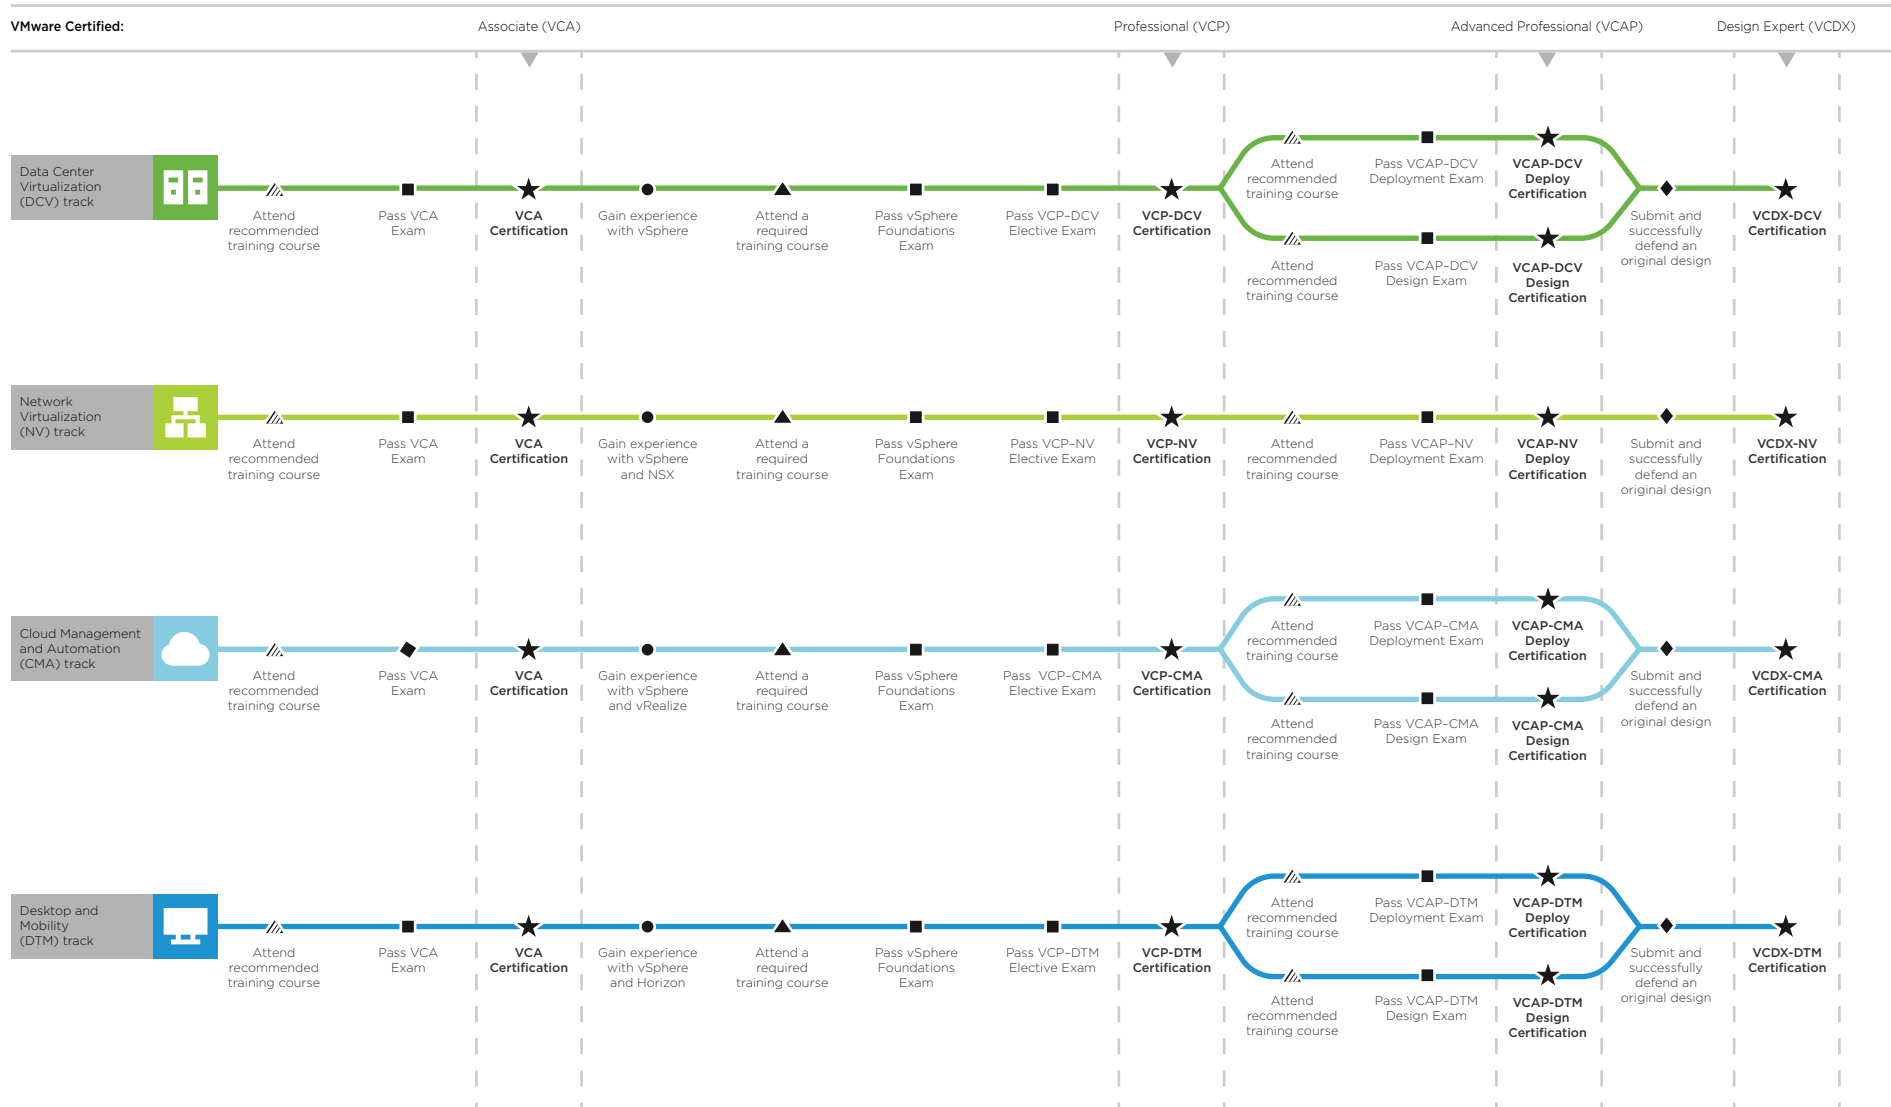 VMware Certified:
Associate (VCA)
Professional (VCP)
Advanced Professional (VCAP)
Design Expert (VCDX)
Data Center
Virtualization
(DCV) track
Attend
recommended
training course
Pass VCA
Exam
VCA
Certification
Gain experience
with vSphere
Attend a
required
training course
Pass vSphere
Foundations
Exam
Pass VCP–DCV
Elective Exam
VCP-DCV
Certification
Attend
recommended
training course
Pass VCAP–DCV
Deployment Exam
VCAP-DCV
Deploy
Certification
Attend
recommended
training course
Pass VCAP–DCV
Design Exam
VCAP-DCV
Design
Certification
Submit and
successfully
defend an
original design
VCDX-DCV
Certification
Network
Virtualization
(NV) track
Attend
recommended
training course
Pass VCA
Exam
VCA
Certification
Gain experience
with vSphere
and NSX
Attend a
required
training course
Pass vSphere
Foundations
Exam
Pass VCP–NV
Elective Exam
VCP-NV
Certification
Attend
recommended
training course
Pass VCAP–NV
Deployment Exam
VCAP-NV
Deploy
Certification
Submit and
successfully
defend an
original design
VCDX-NV
Certification
Cloud Management
and Automation
(CMA) track
Attend
recommended
training course
Pass VCA
Exam
VCA
Certification
Gain experience
with vSphere
and vRealize
Attend a
required
training course
Pass vSphere
Foundations
Exam
Pass VCP–CMA
Elective Exam
VCP-CMA
Certification
Attend
recommended
training course
Pass VCAP–CMA
Deployment Exam
VCAP-CMA
Deploy
Certification
Attend
recommended
training course
Pass VCAP–CMA
Design Exam
VCAP-CMA
Design
Certification
Submit and
successfully
defend an
original design
VCDX-CMA
Certification
Desktop and
Mobility
(DTM) track
Attend
recommended
training course
Pass VCA
Exam
VCA
Certification
Gain experience
with vSphere
and Horizon
Attend a
required
training course
Pass vSphere
Foundations
Exam
Pass VCP–DTM
Elective Exam
VCP-DTM
Certification
Attend
recommended
training course
Pass VCAP–DTM
Deployment Exam
VCAP-DTM
Deploy
Certification
Attend
recommended
training course
Pass VCAP–DTM
Design Exam
VCAP-DTM
Design
Certification
Submit and
successfully
defend an
original design
VCDX-DTM
Certification